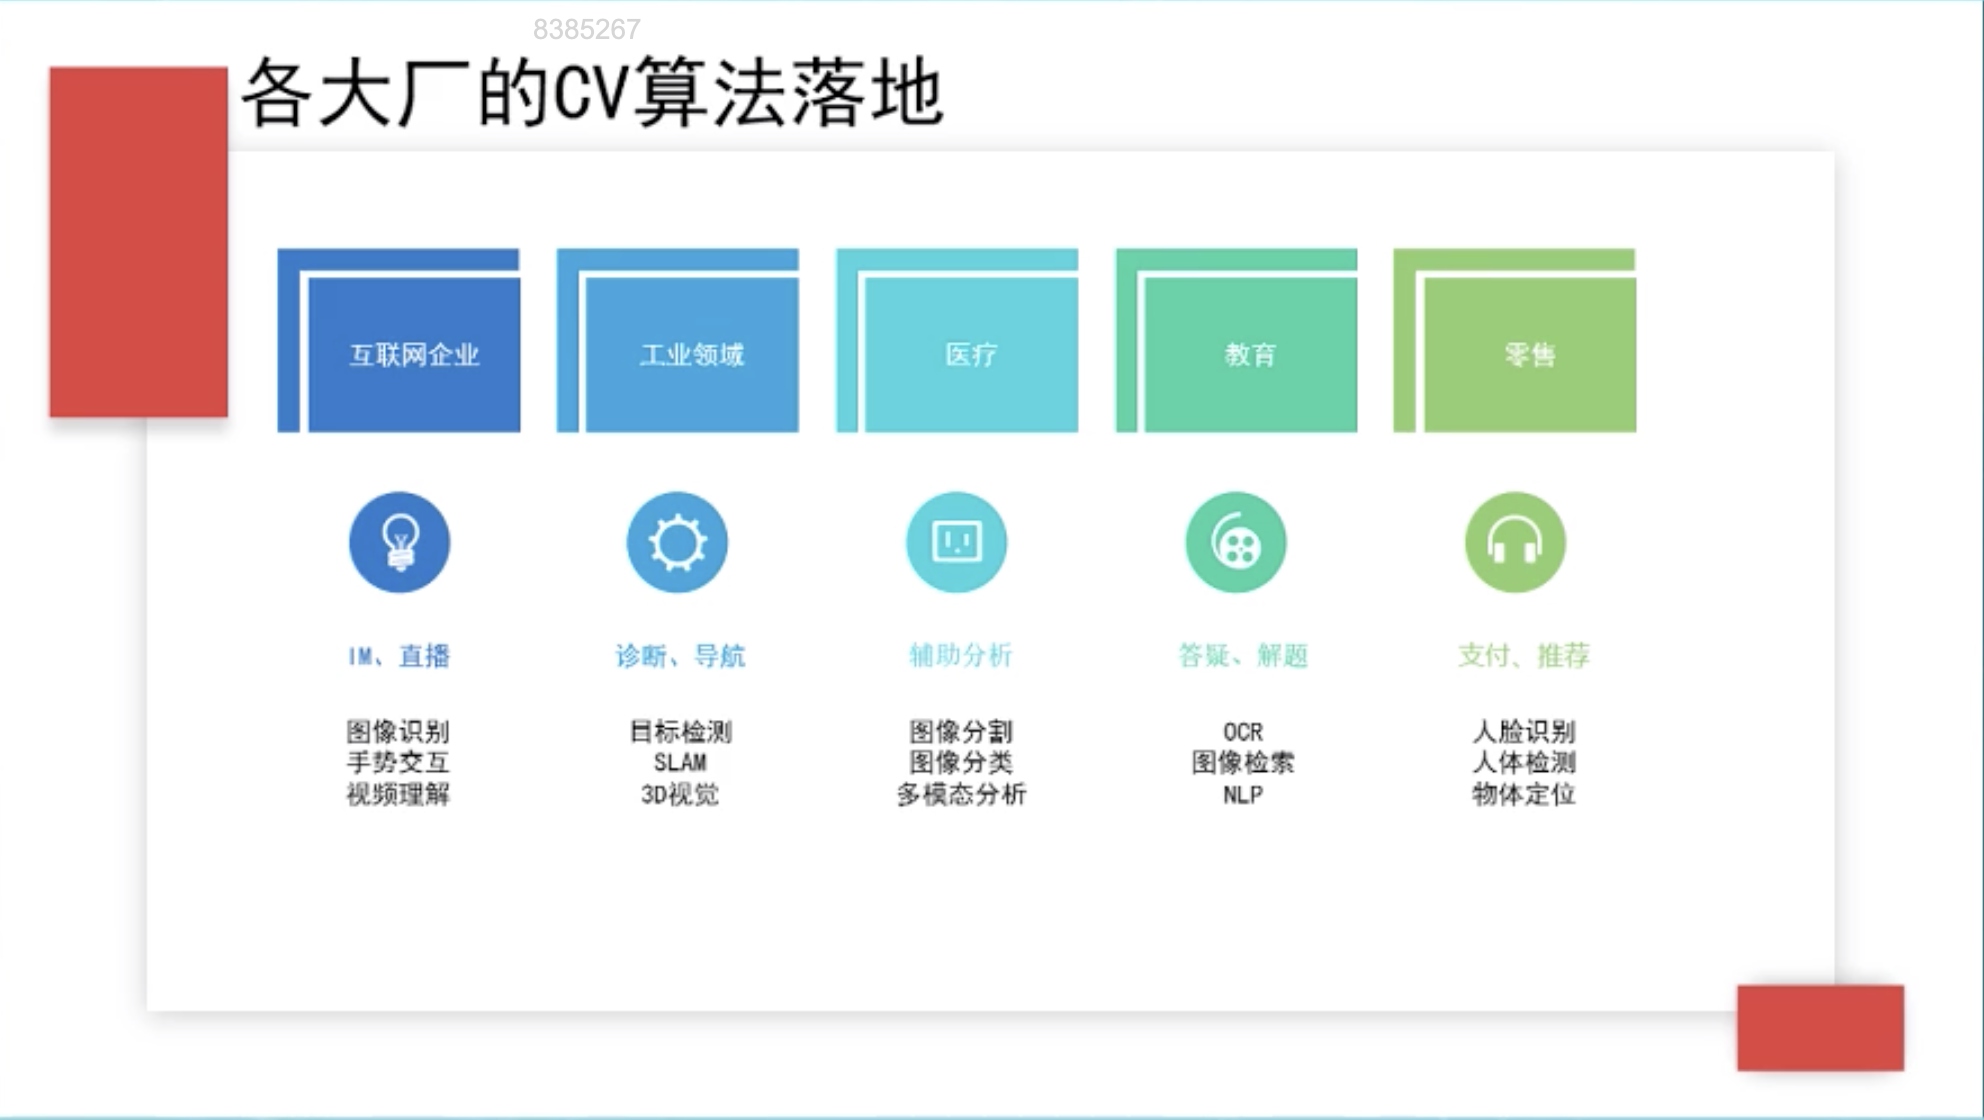 8385267
各大厂的CV算法落地
互联网企业
工业领域
医疗
教育
零售
IM、直播
诊断、导航
辅助分析
答疑、解题
支付、推荐
图像识别
手势交互
视频理解
目标检测
SLAM
3D视觉
图像分割
图像分类
多模态分析
OCR
图像检索
NLP
人脸识别
人体检测
物体定位